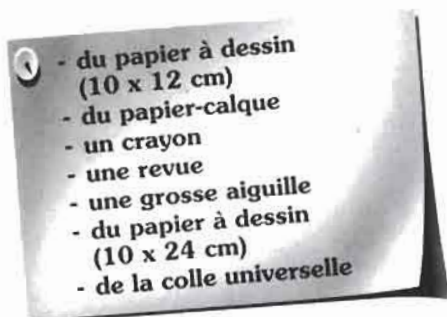 - du papier à dessin
(10 x 12 cm)
- du papier-calque
- un crayon
- une revue
- une grosse aiguille
- du papier à dessin
(10 x 24 cm)
- de la colle universelle